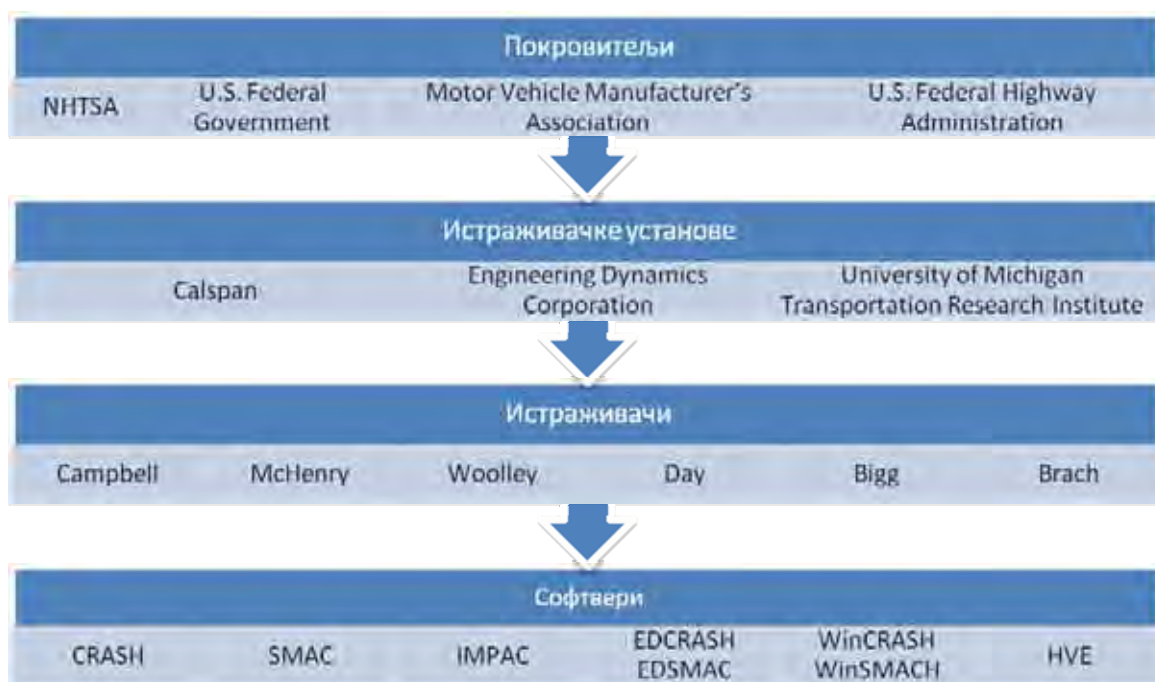 Покровитељи
NHTSA
U.S. Federal
Government
Motor Vehicle Manufacturer's
Association
U.S. Federal Highway
Administration
Истраживачке установе
Calspan
Engineering Dynamics
Corporation
University of Michigan
Transportation Research Institute
Истраживачи
Campbell
McHenry
Woolley
Day
Bigg
Brach
Софтвери
CRASH
SMAC
IMPAC
EDCRASH
EDSMAC
WinCRASH
WinSMACH
HVE